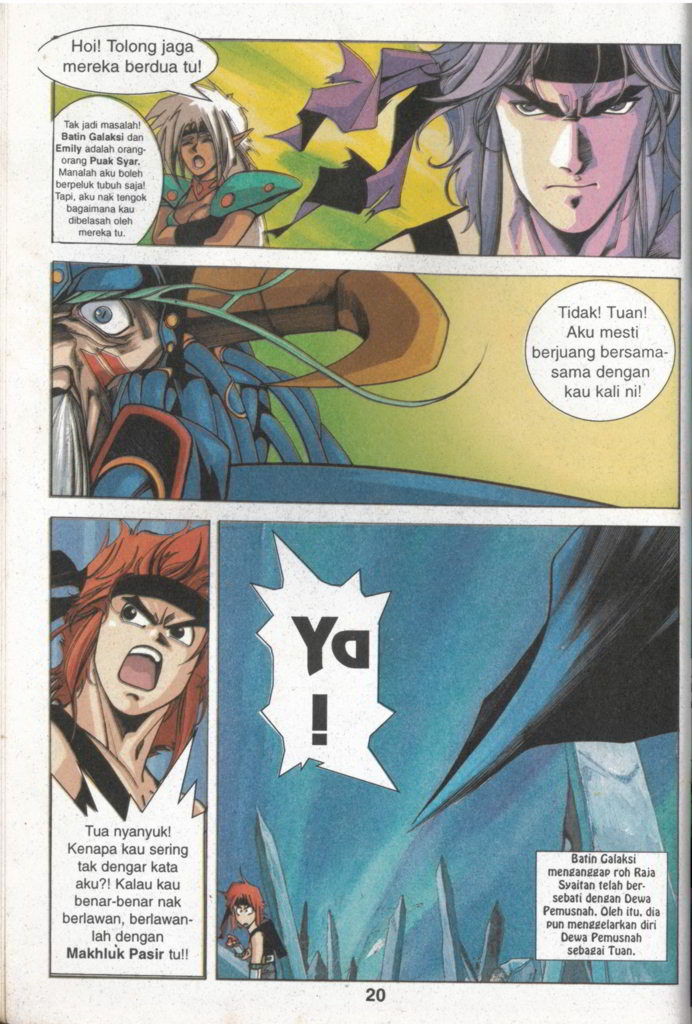 Hoi! Tolong jaga
mereka berdua tu!
Tak jadi masalah!
Batin Galaksi dan
Emily adalah orang-
orang Puak Syar.
Manalah aku boleh
berpeluk tubuh saja!
Tapi, aku nak tengok
bagaimana kau
dibelasah oleh
mereka tu.
Tidak! Tuan!
Aku mesti
berjuang bersama-
sama dengan
kau kali ni!
Tua nyanyuk!
Kenapa kau sering
tak dengar kata
aku?! Kalau kau
benar-benar nak
berlawan, berlawan-
lah dengan
Makhluk Pasir tu!!
Ya
!
Batin Galaksi
menganggap roh Raja
Syaitan telah ber-
sebati dengan Dewa
Pemusnah. Oleh itu, dia
pun menggelarkan diri
Dewa Pemusnah
sebagai Tuan.
20